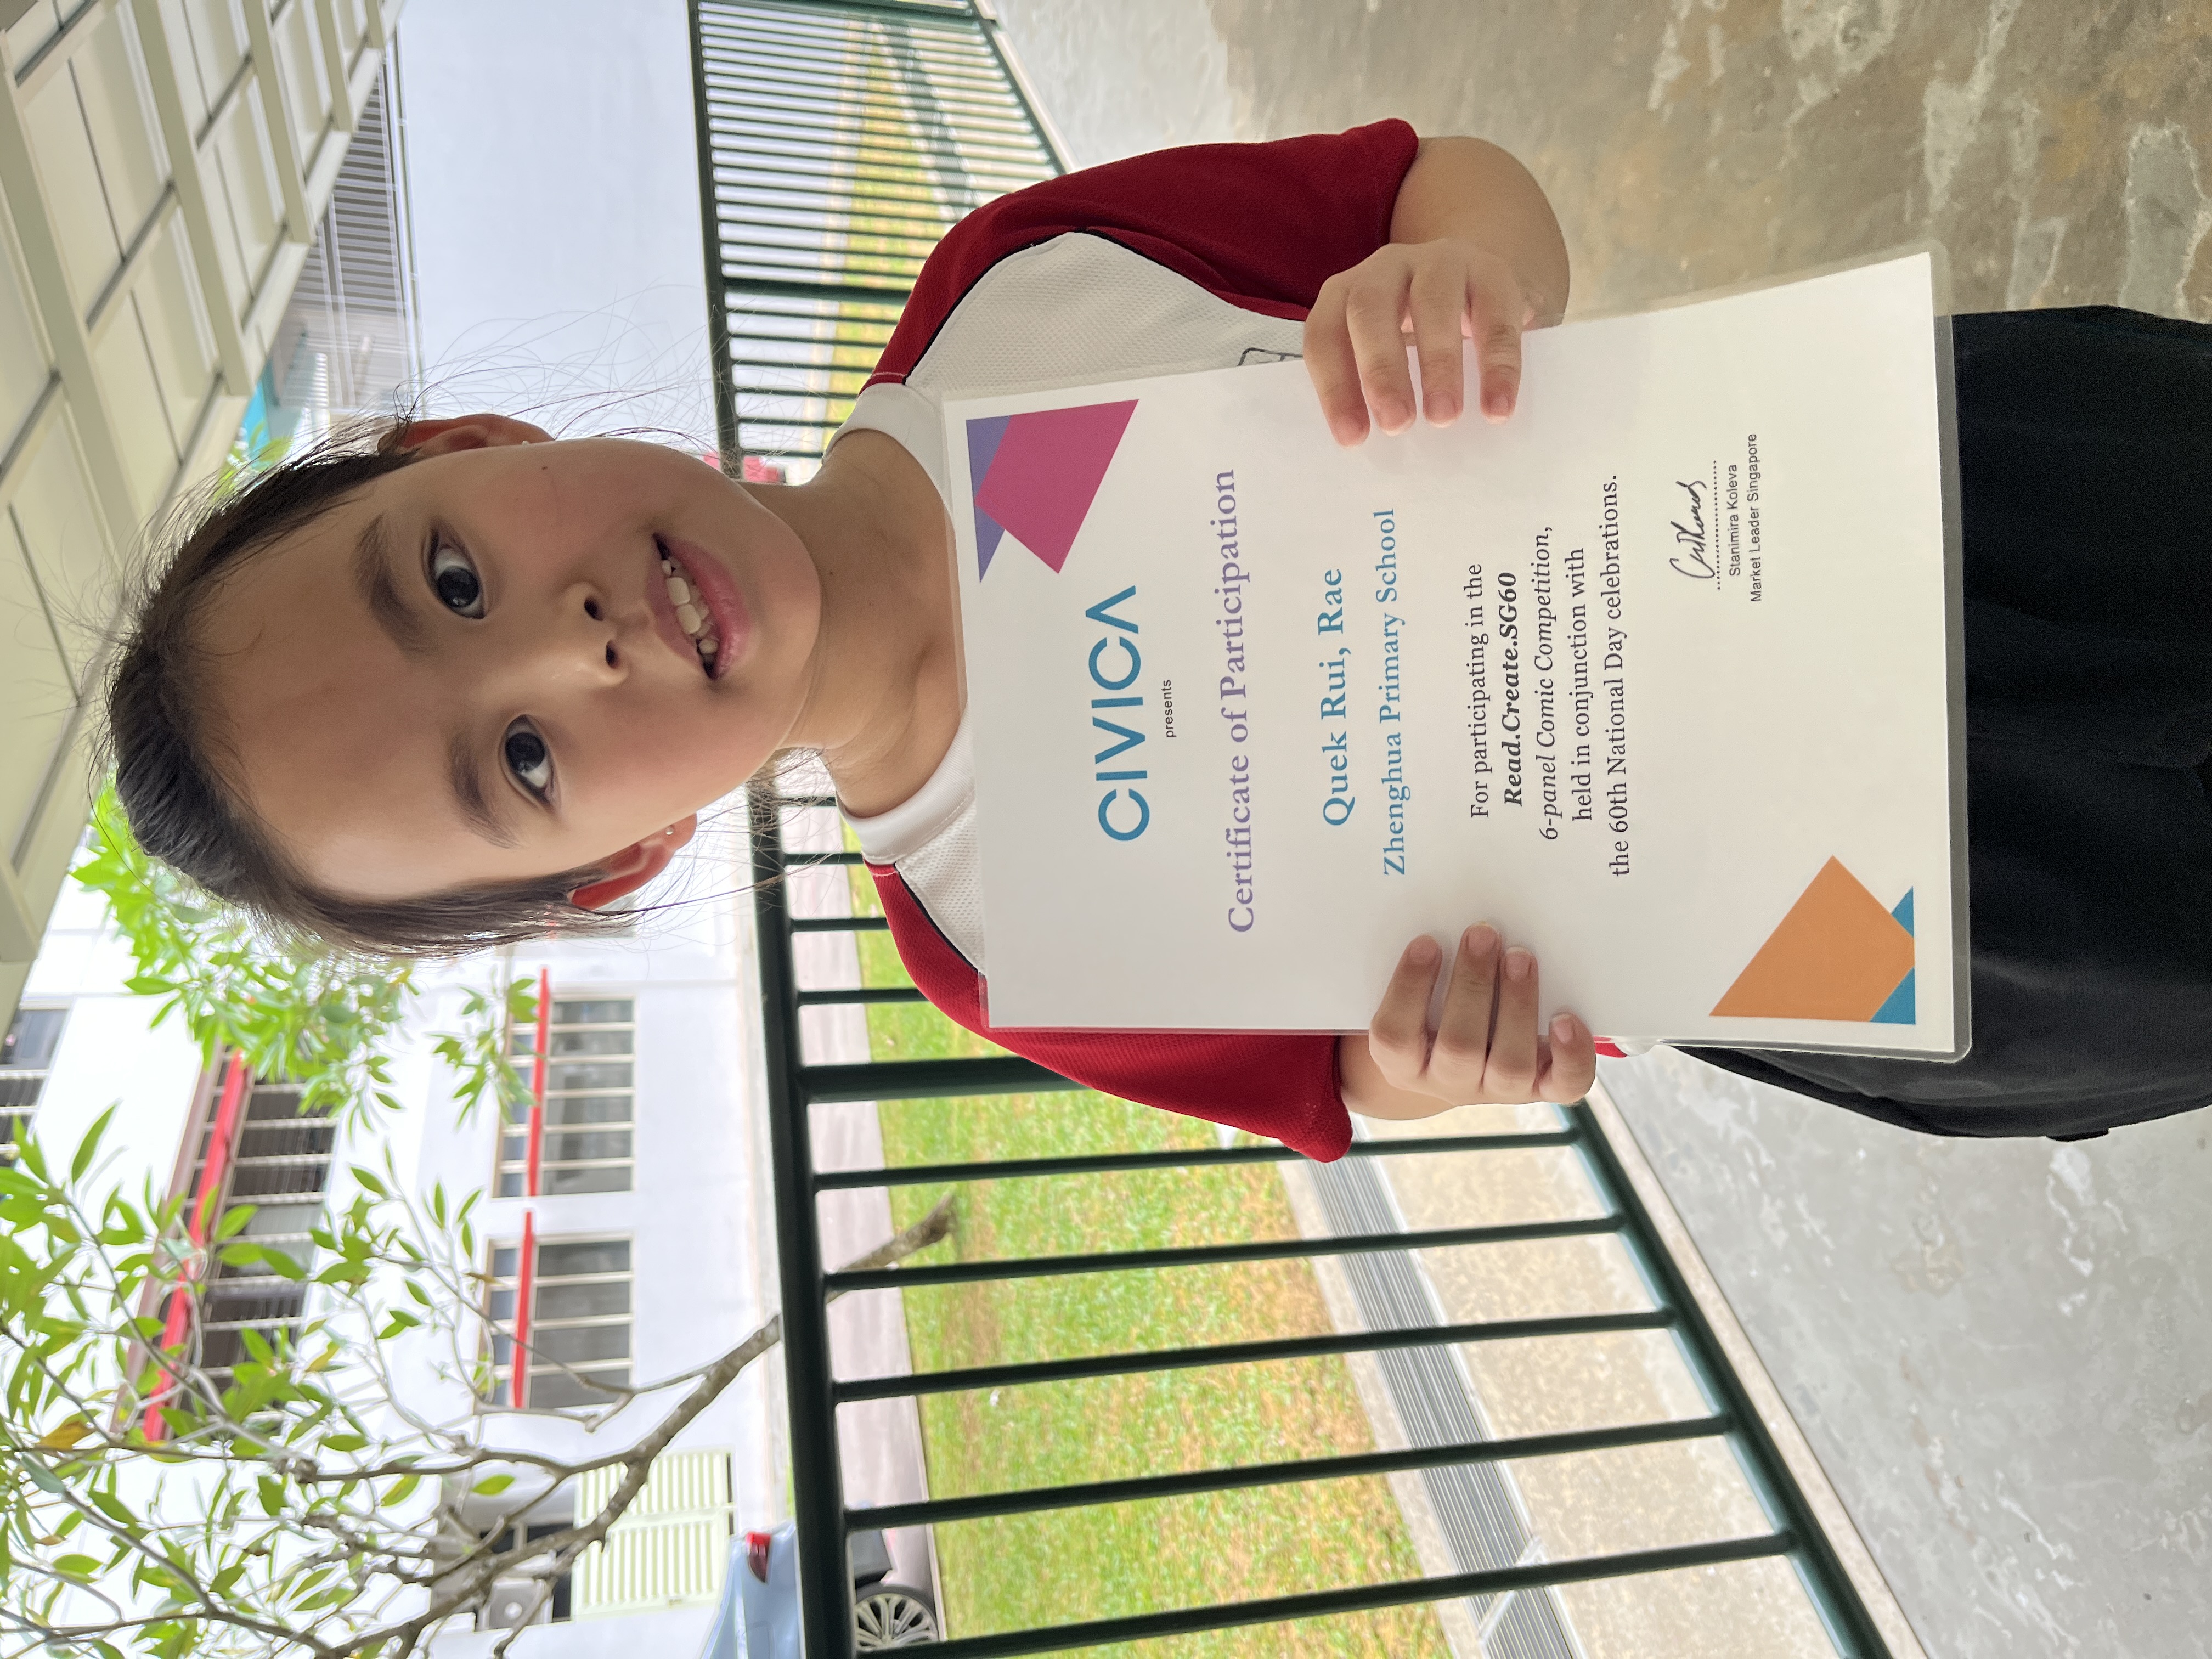 CIVICA
presents
Certificate of Participation
Quek Rui, Rae
Zhenghua Primary School
For participating in the
Read.Create.SG60
6-panel Comic Competition,
held in conjunction with
the 60th National Day celebrations.
Stanimira Koleva
Market Leader Singapore